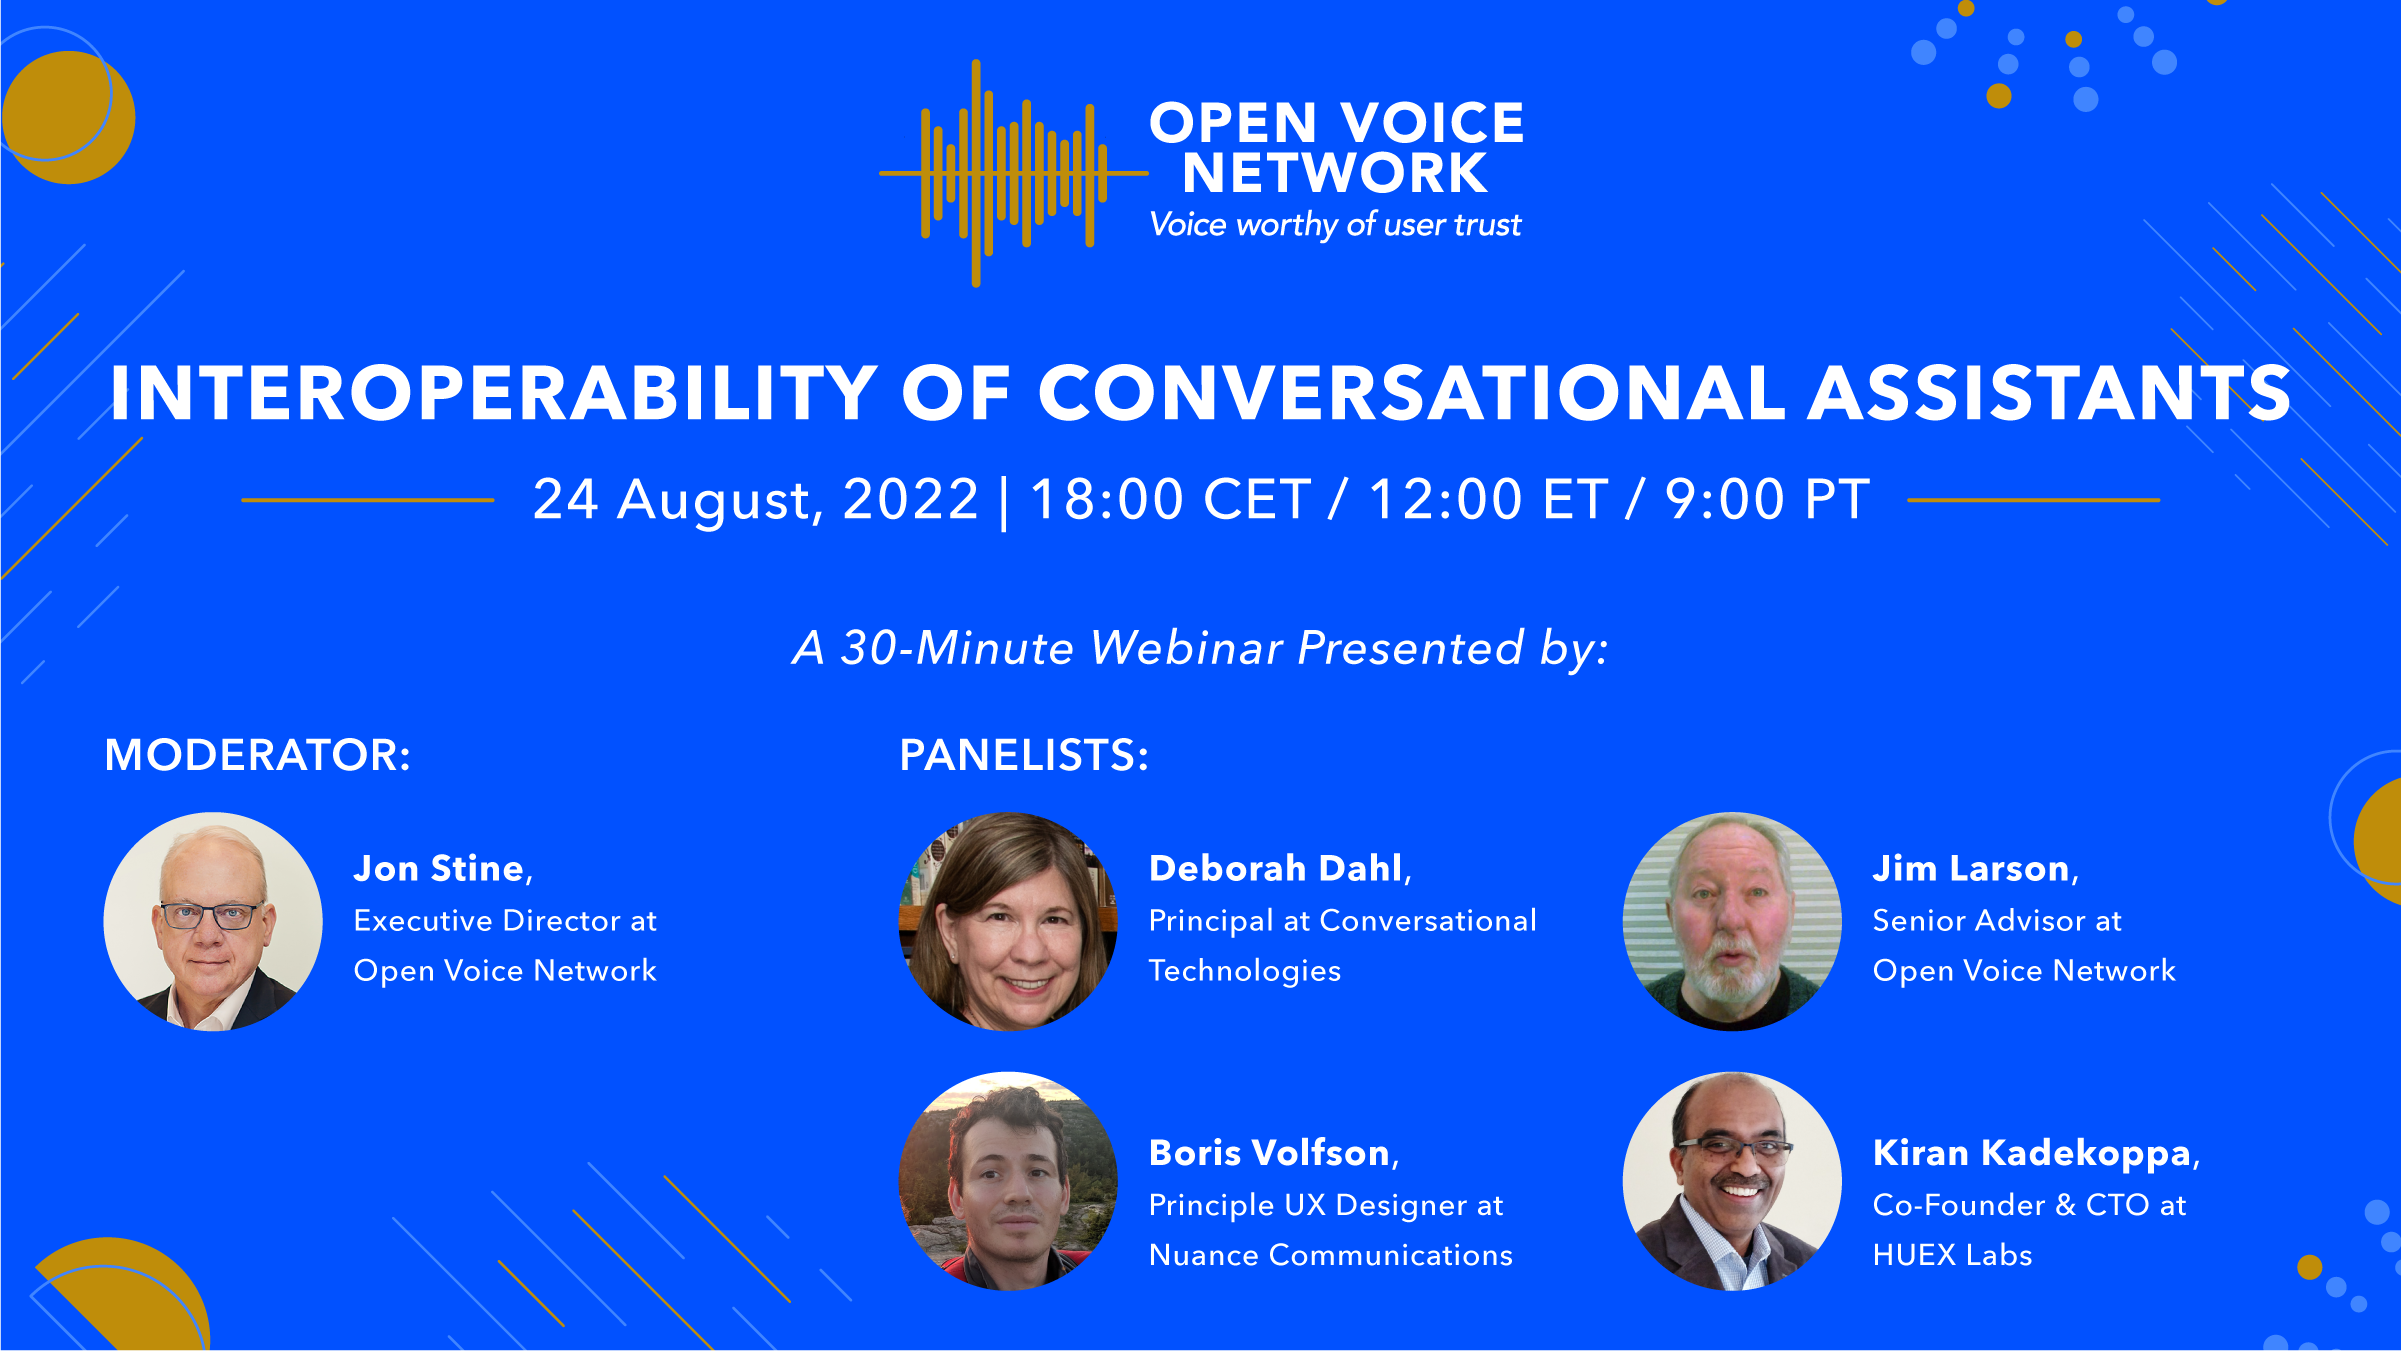 OPEN VOICE
NETWORK
Voice worthy of user trust
INTEROPERABILITY OF CONVERSATIONAL ASSISTANTS
24 August, 2022 | 18:00 CET / 12:00 ET / 9:00 PT
A 30-Minute Webinar Presented by:
MODERATOR:
Jon Stine,
Executive Director at
Open Voice Network
PANELISTS:
Deborah Dahl,
Principal at Conversational
Technologies
Jim Larson,
Senior Advisor at
Open Voice Network
Boris Volfson,
Principle UX Designer at
Nuance Communications
Kiran Kadekoppa,
Co-Founder & CTO at
HUEX Labs